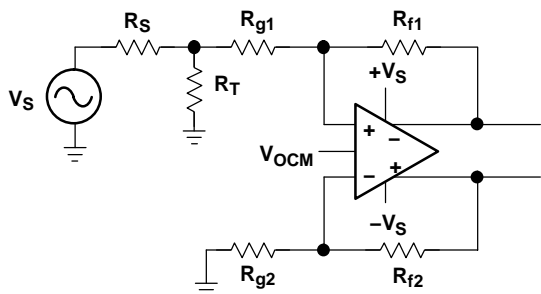 R_S
R_g1
R_f1
R_T
V_S
+V_S
+ −
V_OCM
− +
−V_S
R_g2
R_f2